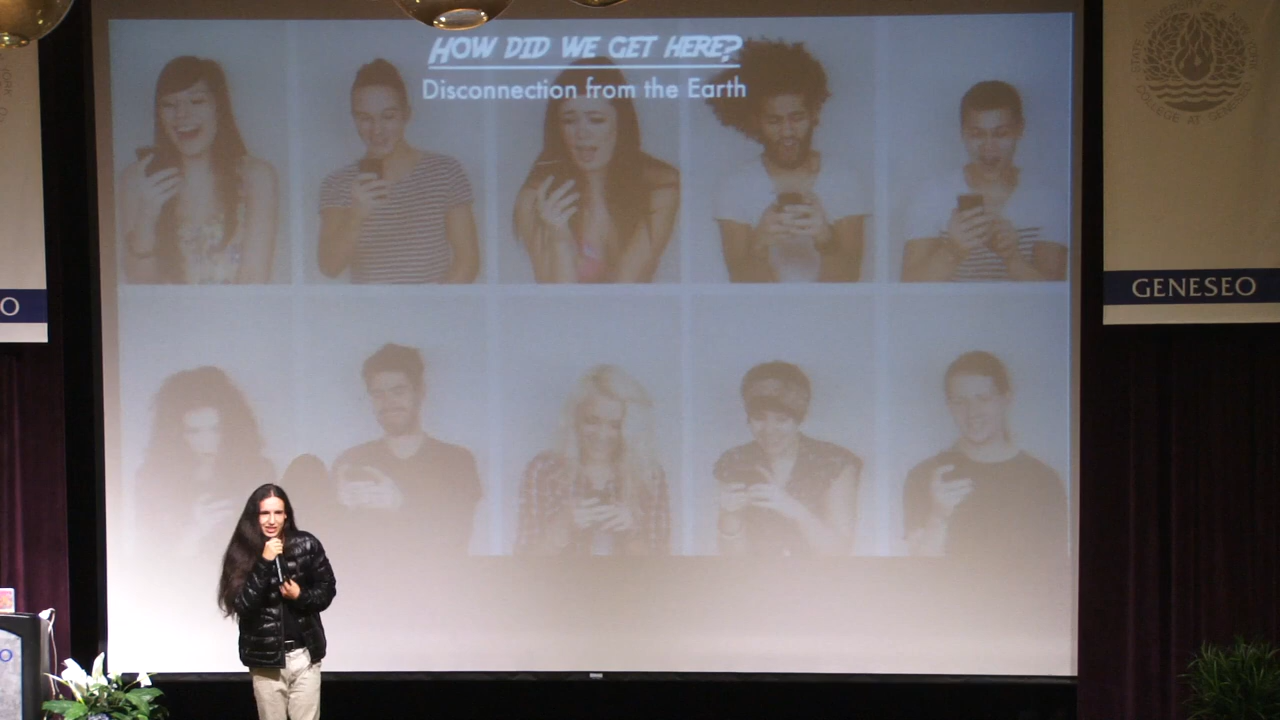 HOW DID WE GET HERE?
Disconnection from the Earth
GENESEO
O
O